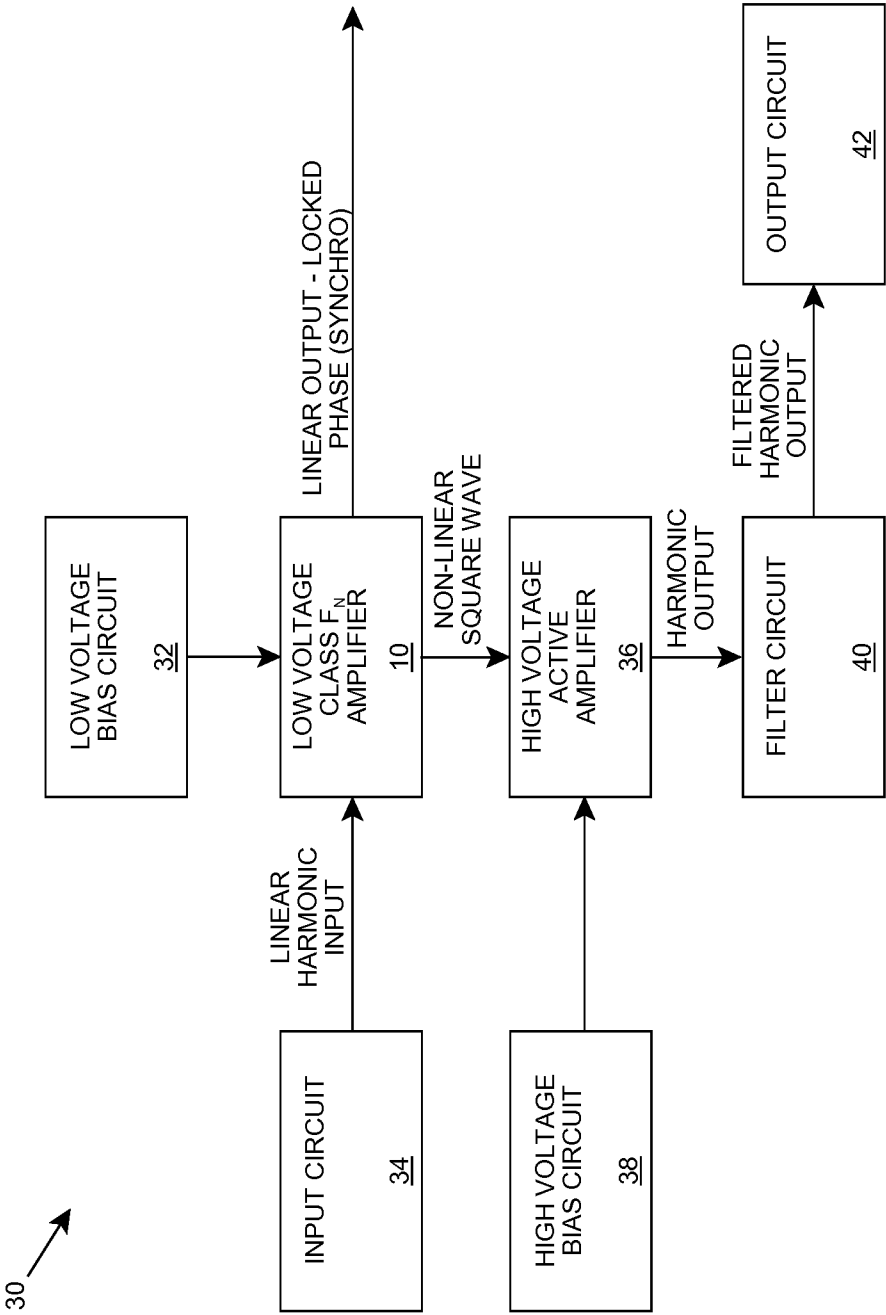 30
LOW VOLTAGE
BIAS CIRCUIT
32
INPUT CIRCUIT
34
LINEAR
HARMONIC
INPUT
LOW VOLTAGE
CLASS F_N
AMPLIFIER
10
LINEAR OUTPUT - LOCKED
PHASE (SYNCHRO)
NON-LINEAR
SQUARE WAVE
HIGH VOLTAGE
BIAS CIRCUIT
38
HIGH VOLTAGE
ACTIVE
AMPLIFIER
36
HARMONIC
OUTPUT
FILTER CIRCUIT
40
FILTERED
HARMONIC
OUTPUT
OUTPUT CIRCUIT
42